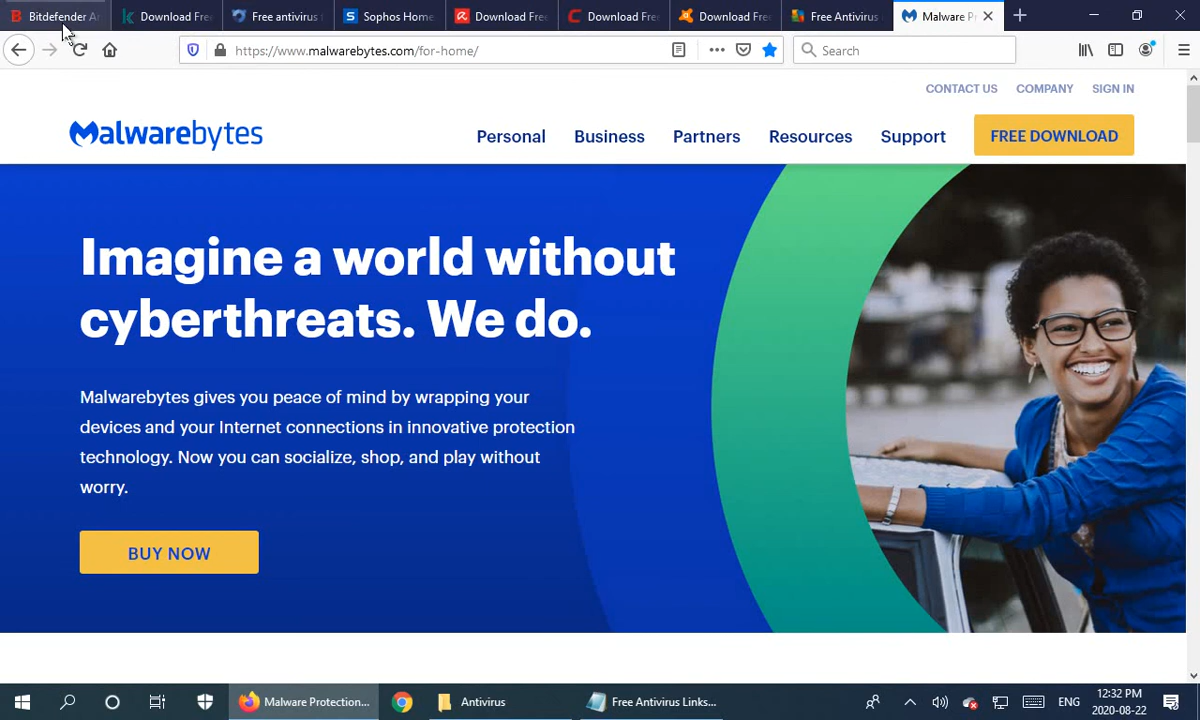 Bitdefender A
Download Fre
Free antivirus
Sophos Home
Download Fre
Download Fre
Download Fre
Free Antivirus
Malware P
https://www.malwarebytes.com/for-home/
Search
CONTACT US
COMPANY
SIGN IN
Malwarebytes
Personal
Business
Partners
Resources
Support
FREE DOWNLOAD
Imagine a world without
cyberthreats. We do.
Malwarebytes gives you peace of mind by wrapping your
devices and your Internet connections in innovative protection
technology. Now you can socialize, shop, and play without
worry.
BUY NOW
Malware Protection...
Antivirus
Free Antivirus Links...
ENG
12:32 PM
2020-08-22